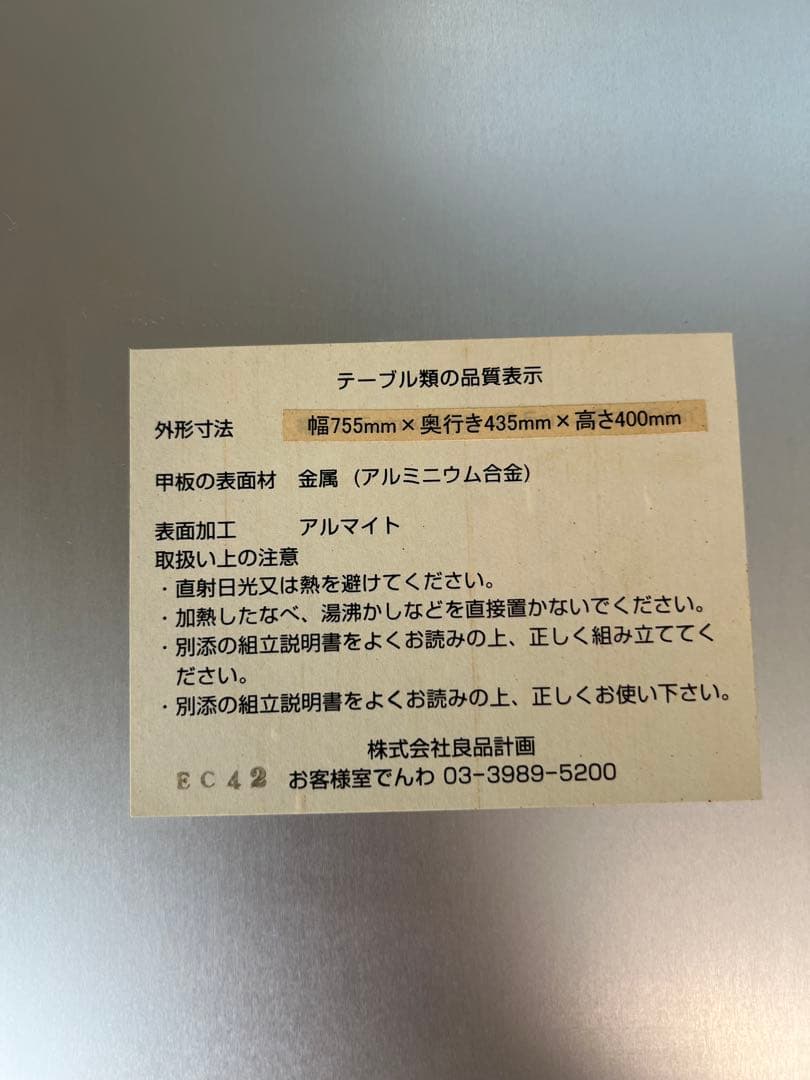 テーブル類の品質表示
外形寸法 幅755mm×奥行き435mm×高さ400mm
甲板の表面材 金属 (アルミニウム合金)
表面加工 アルマイト
取扱い上の注意
・直射日光又は熱を避けてください。
・加熱したなべ、湯沸かしなどを直接置かないでください。
・別添の組立説明書をよくお読みの上、正しく組み立ててく
ださい。
・別添の組立説明書をよくお読みの上、正しくお使い下さい。
株式会社良品計画
EC42 お客様室でんわ 03-3989-5200